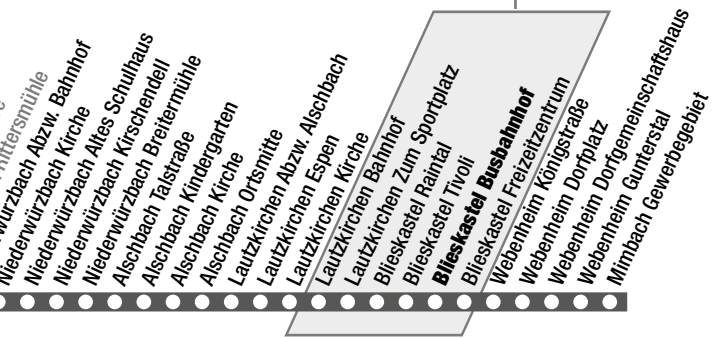 rittersmühle
würzbach Abzw. Bahnhof
Niederwürzbach Kirche
Niederwürzbach Altes Schulhaus
Niederwürzbach Kirschendell
Niederwürzbach Breitermühle
Alschbach Talstraße
Alschbach Kindergarten
Alschbach Kirche
Alschbach Ortsmitte
Lautzkirchen Abzw. Alschbach
Lautzkirchen Espen
Lautzkirchen Kirche
Lautzkirchen Bahnhof
Lautzkirchen Zum Sportplatz
Blieskastel Raintal
Blieskastel Tivoli
Blieskastel Busbahnhof
Blieskastel Freizeitzentrum
Webenheim Königstraße
Webenheim Dorfplatz
Webenheim Dorfgemeinschaftshaus
Webenheim Gunterstal
Mimbach Gewerbegebiet